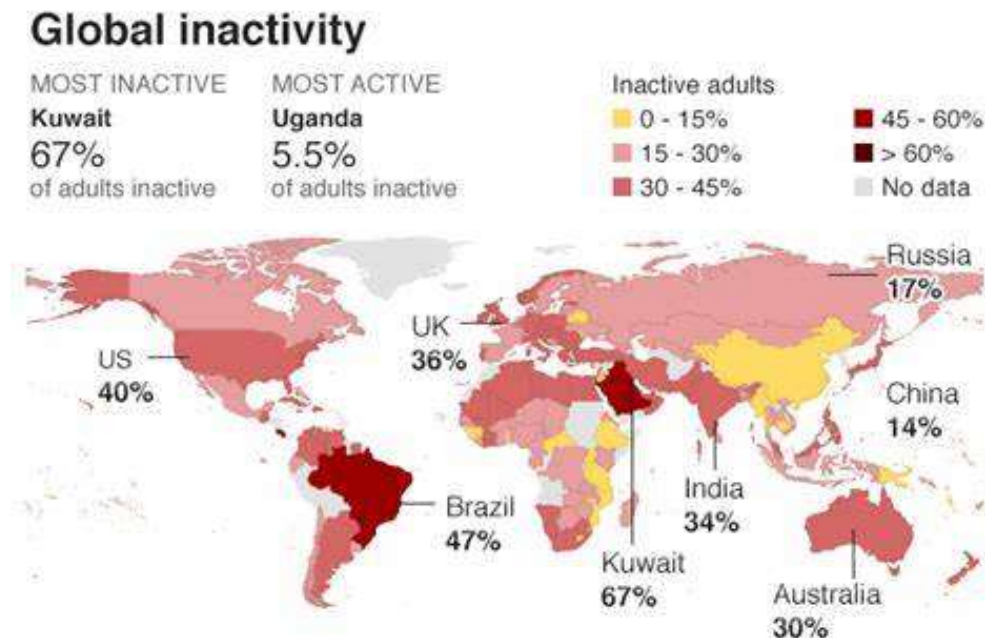 Global inactivity
MOST INACTIVE
Kuwait
67%
of adults inactive
MOST ACTIVE
Uganda
5.5%
of adults inactive
Inactive adults
0 - 15%
15 - 30%
30 - 45%
45 - 60%
> 60%
No data
Russia
17%
UK
36%
US
40%
China
14%
India
34%
Brazil
47%
Kuwait
67%
Australia
30%